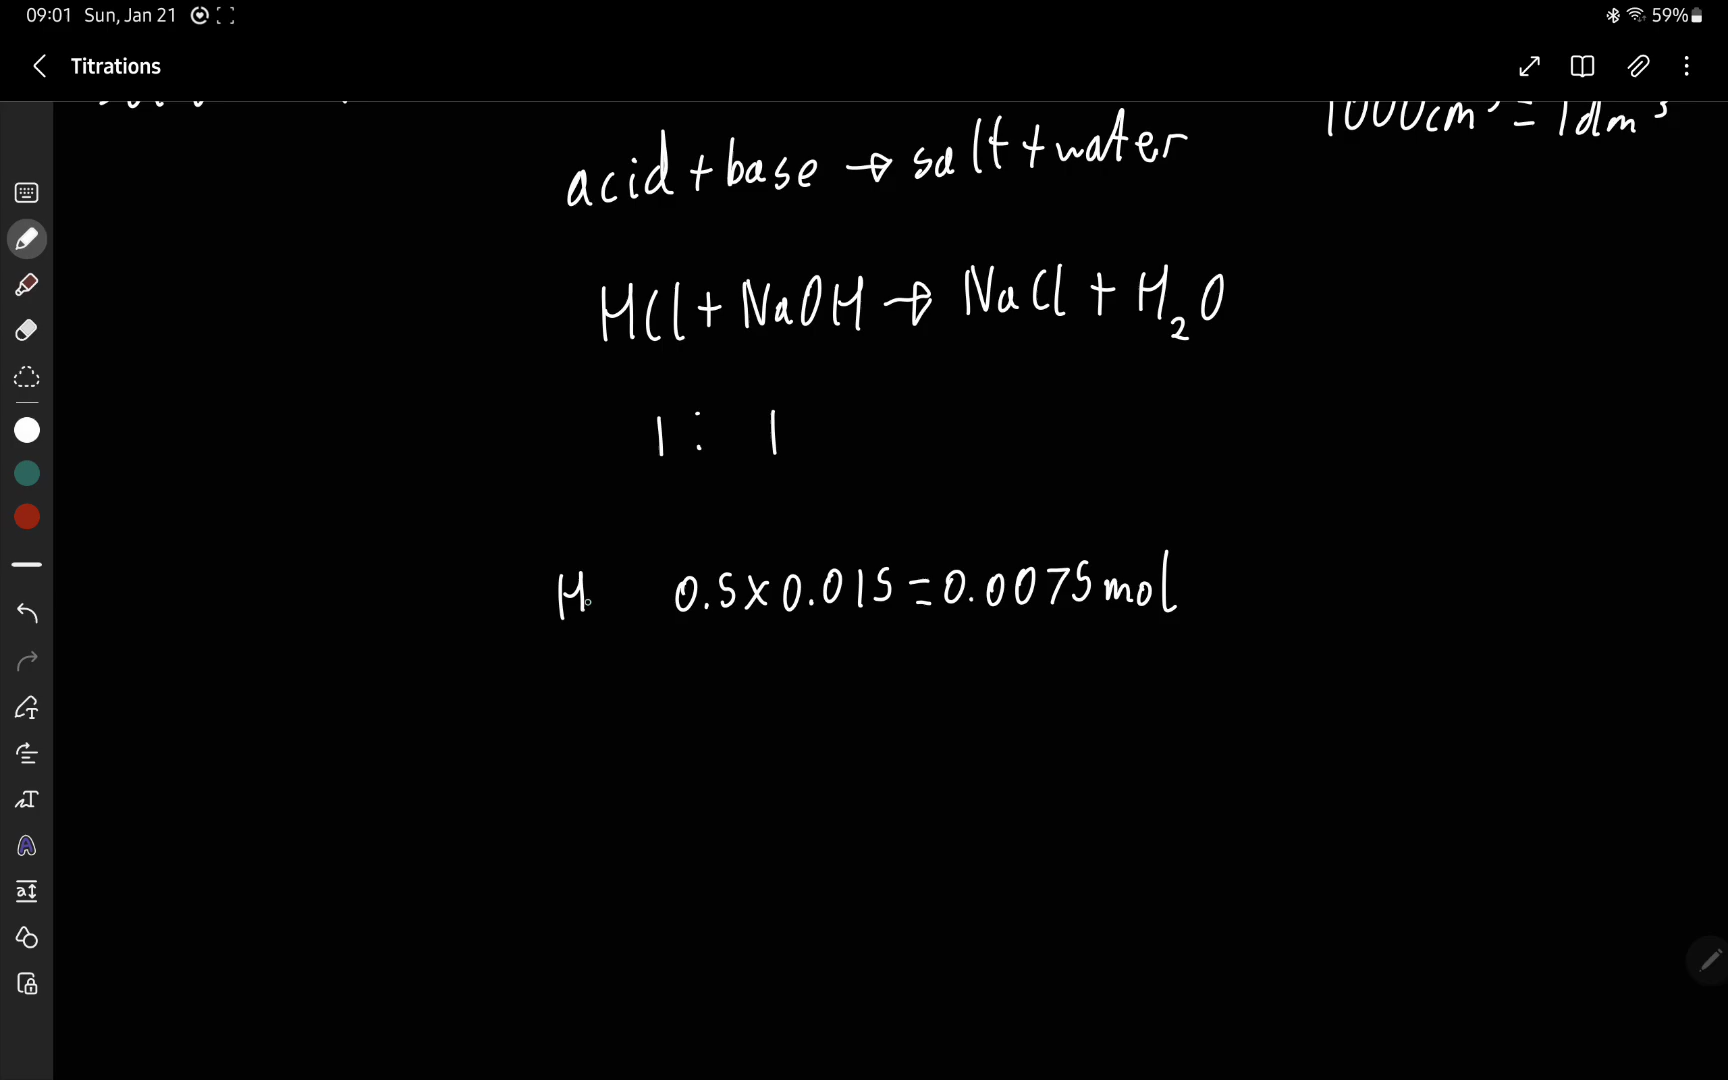 09:01 Sun, Jan 21
59%
Titrations
1000cm³ = 1dm³
acid + base → salt + water
HCl + NaOH → NaCl + H₂O
1 : 1
H 0.5 x 0.015 = 0.0075 mol